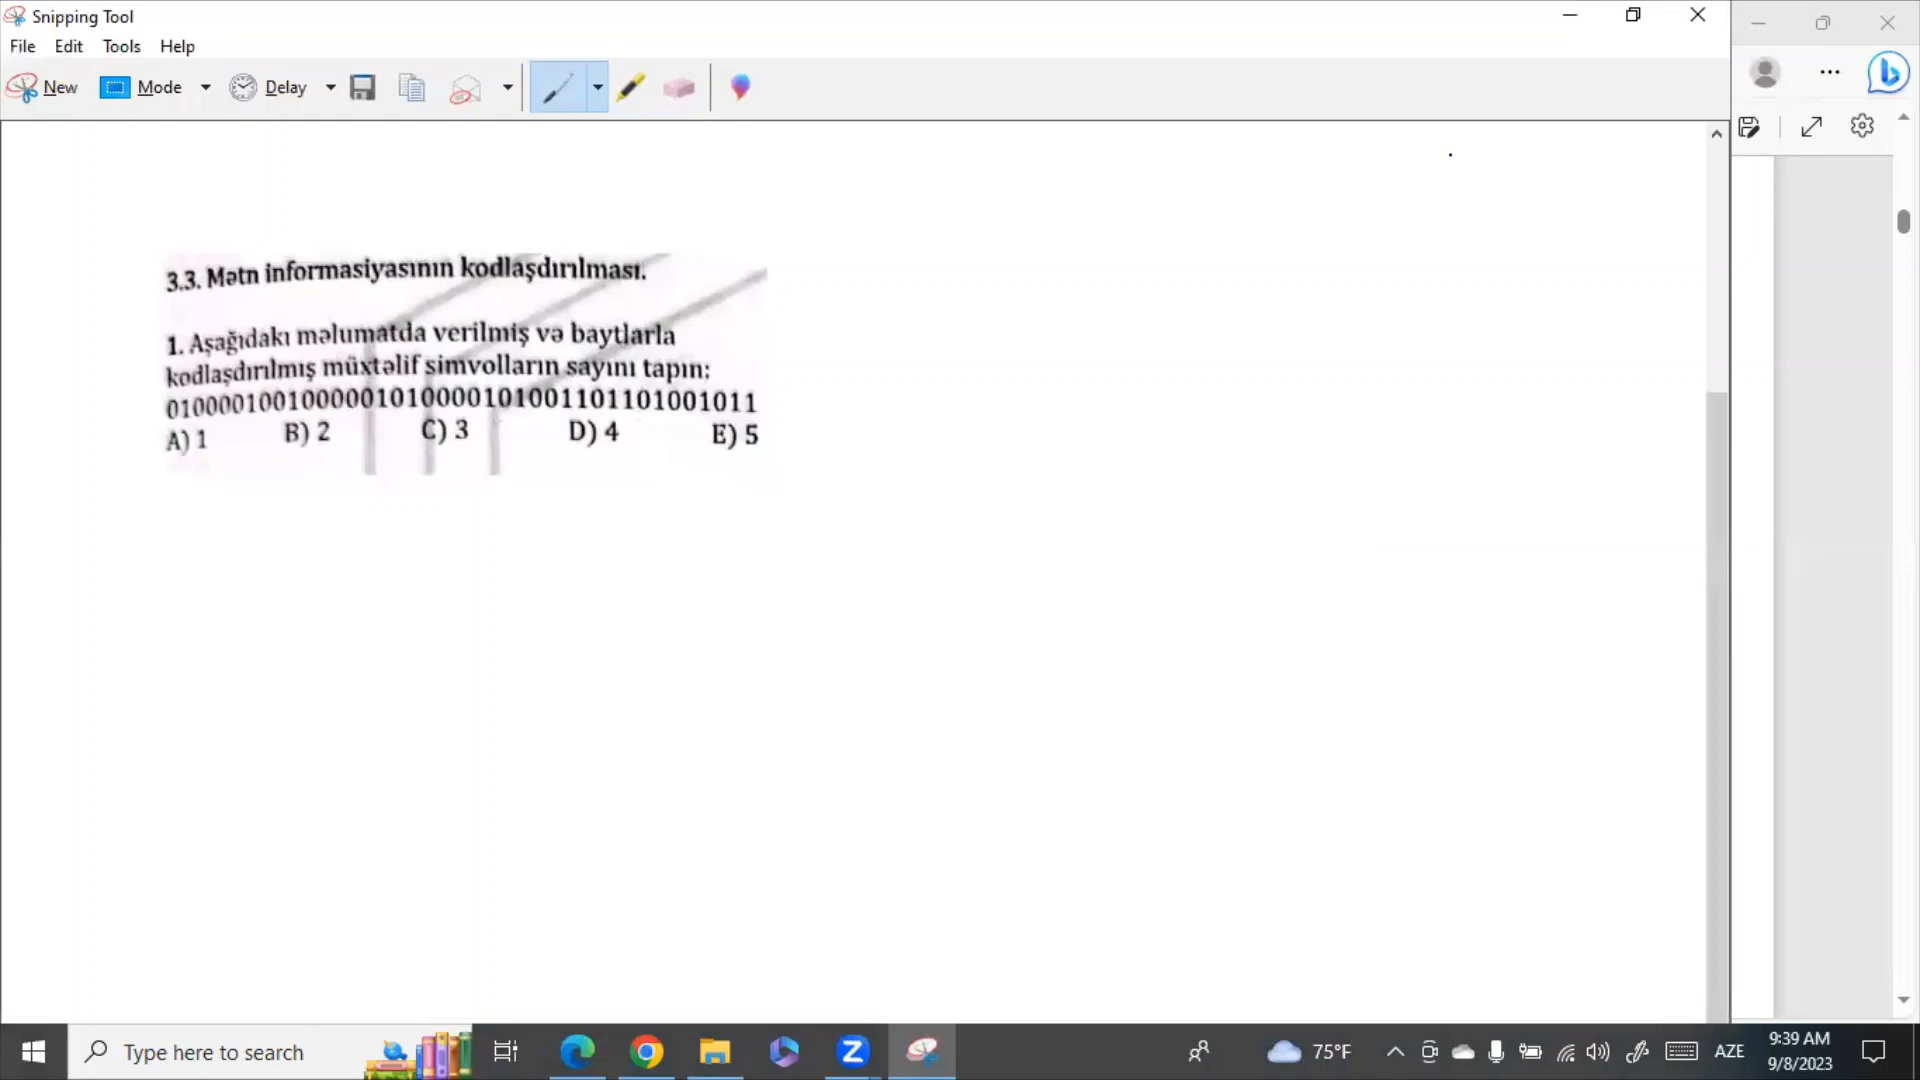 Snipping Tool
File Edit Tools Help
New Mode Delay
3.3. Mətn informasiyasının kodlaşdırılması.
1. Aşağıdakı məlumatda verilmiş və baytlarla
kodlaşdırılmış müxtəlif simvolların sayını tapın:
0100001001000001010000101001101101001011
A) 1 B) 2 C) 3 D) 4 E) 5
Type here to search
75°F
AZE
9:39 AM
9/8/2023